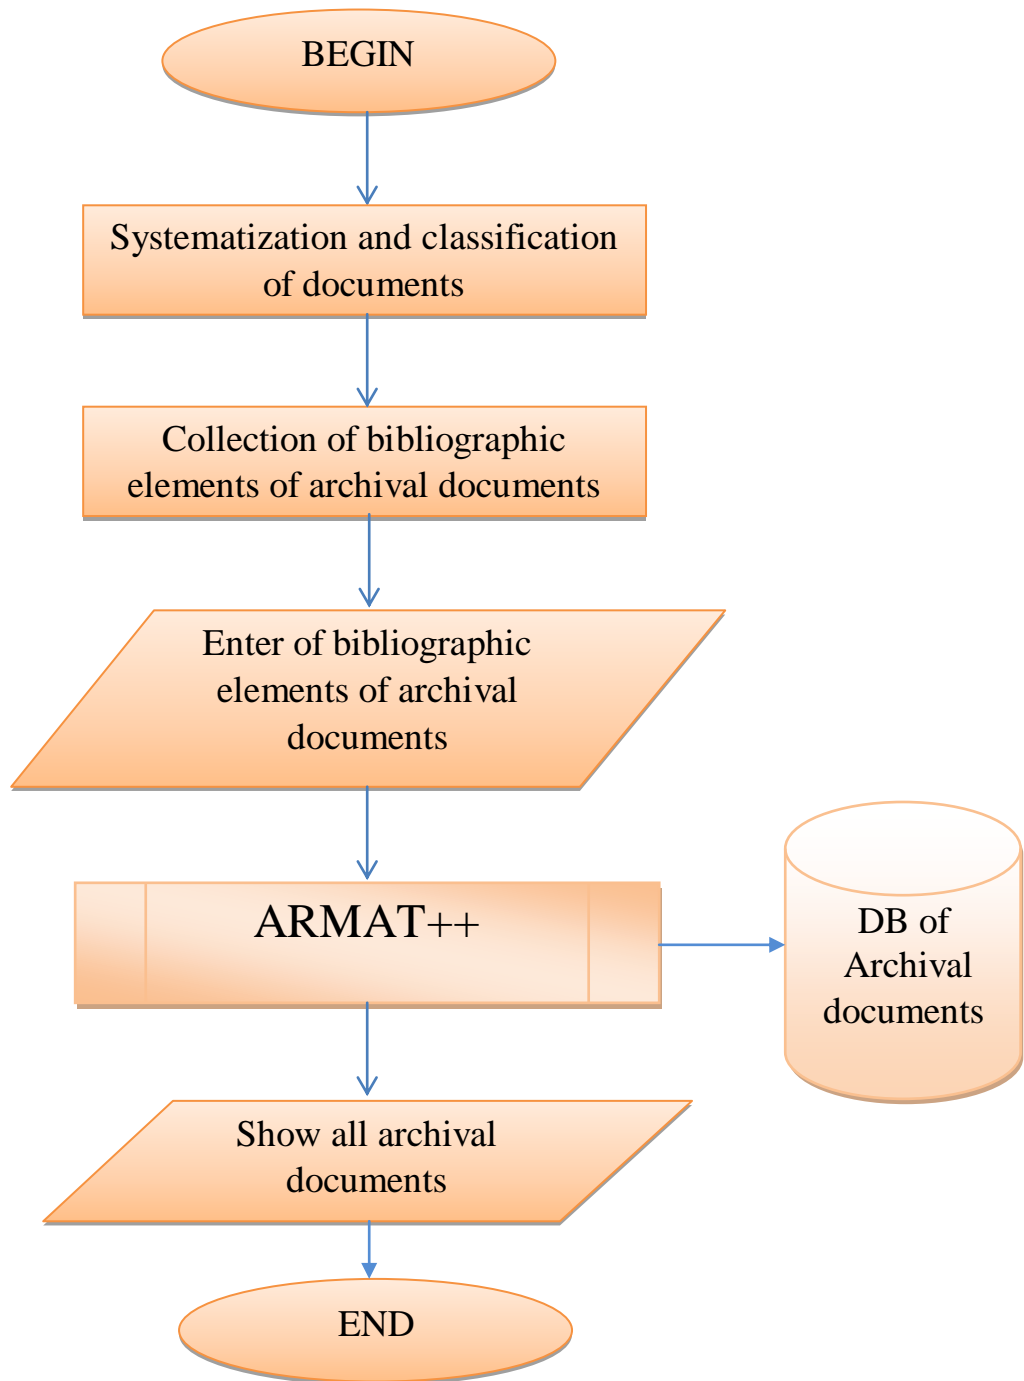 BEGIN
Systematization and classification
of documents
Collection of bibliographic
elements of archival documents
Enter of bibliographic
elements of archival
documents
ARMAT++
DB of
Archival
documents
Show all archival
documents
END